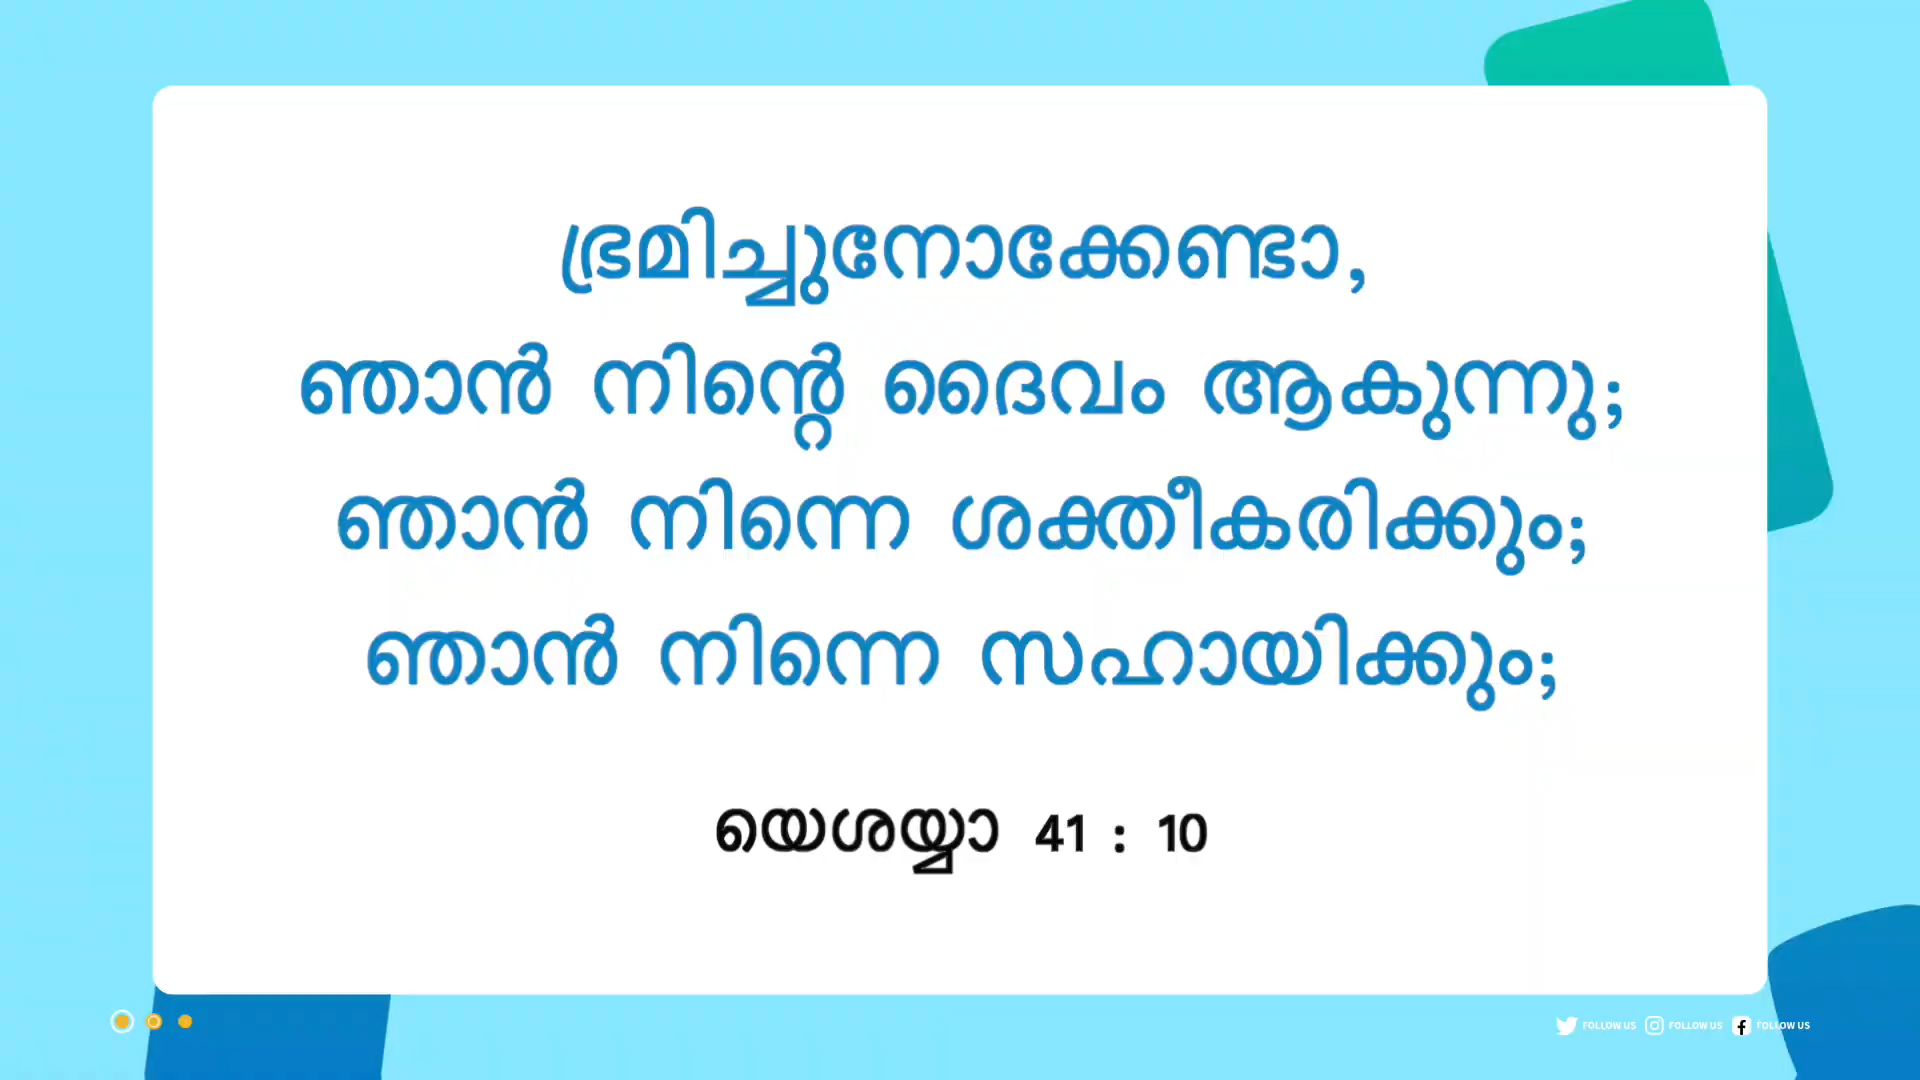 ഭ്രമിച്ചുനോക്കേണ്ടാ,
ഞാൻ നിന്റെ ദൈവം ആകുന്നു;
ഞാൻ നിന്നെ ശക്തീകരിക്കും;
ഞാൻ നിന്നെ സഹായിക്കും;
യെശയ്യാ 41 : 10
FOLLOW US FOLLOW US FOLLOW US